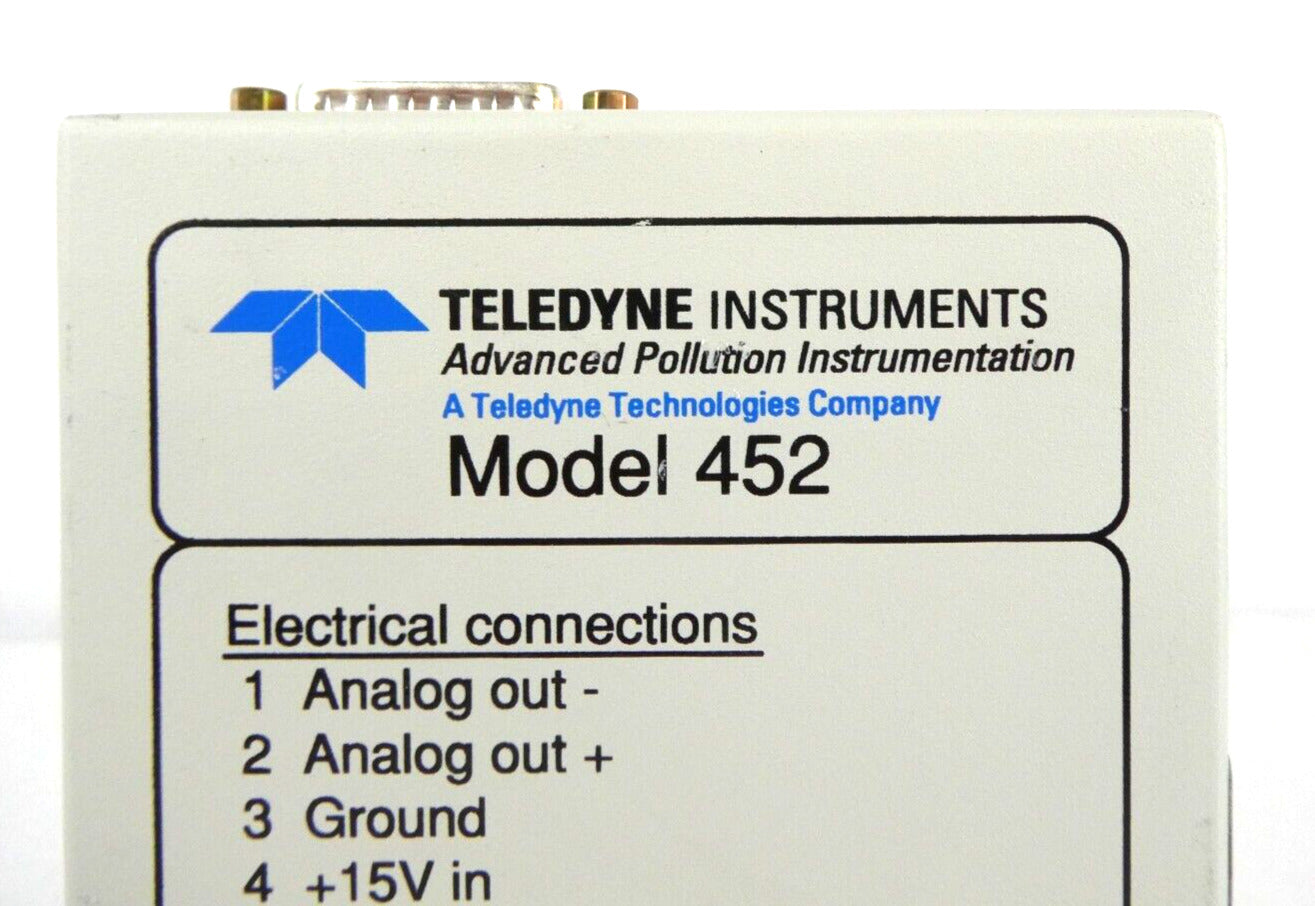 TELEDYNE INSTRUMENTS
Advanced Pollution Instrumentation
A Teledyne Technologies Company
Model 452
Electrical connections
1 Analog out -
2 Analog out +
3 Ground
4 +15V in